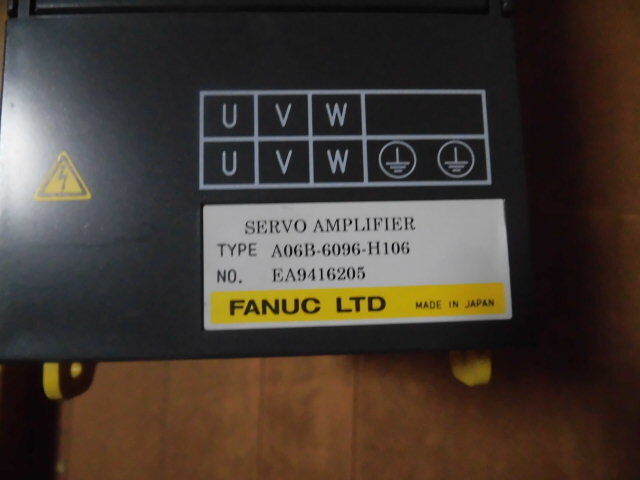 U V W
U V W
SERVO AMPLIFIER
TYPE A06B-6096-H106
NO. EA9416205
FANUC LTD MADE IN JAPAN